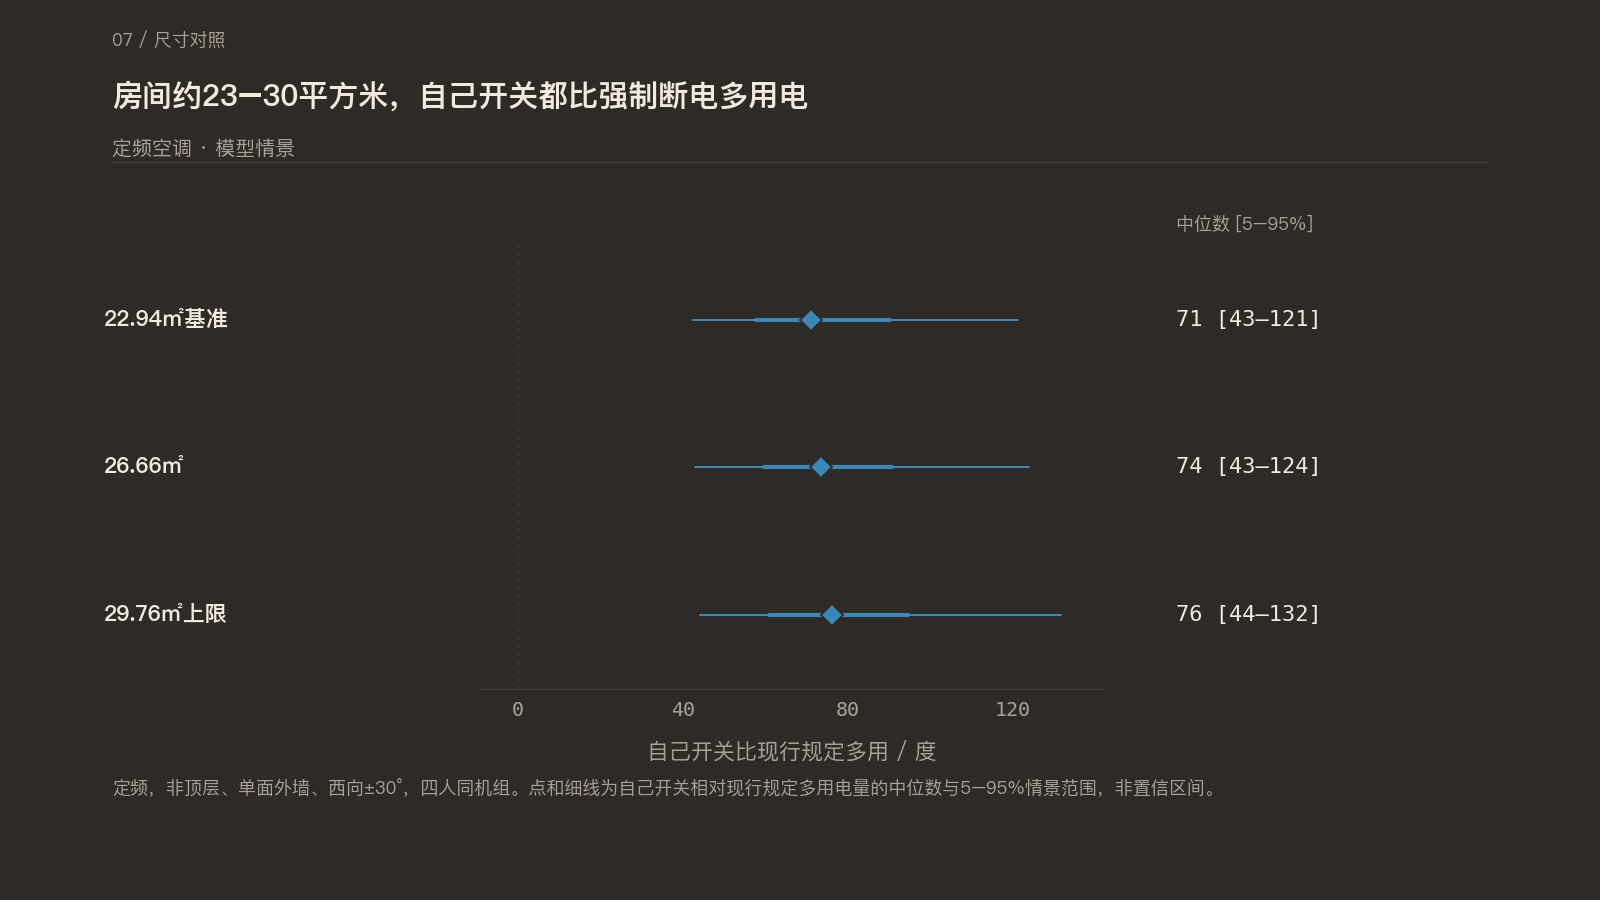 07 / 尺寸对照
房间约23—30平方米，自己开关都比强制断电多用电
定频空调 · 模型情景
中位数 [5—95%]
22.94㎡基准
71 [43—121]
26.66㎡
74 [43—124]
29.76㎡上限
76 [44—132]
0 40 80 120
自己开关比现行规定多用 / 度
定频，非顶层、单面外墙、西向±30°，四人同机组。点和细线为自己开关相对现行规定多用电量的中位数与5—95%情景范围，非置信区间。